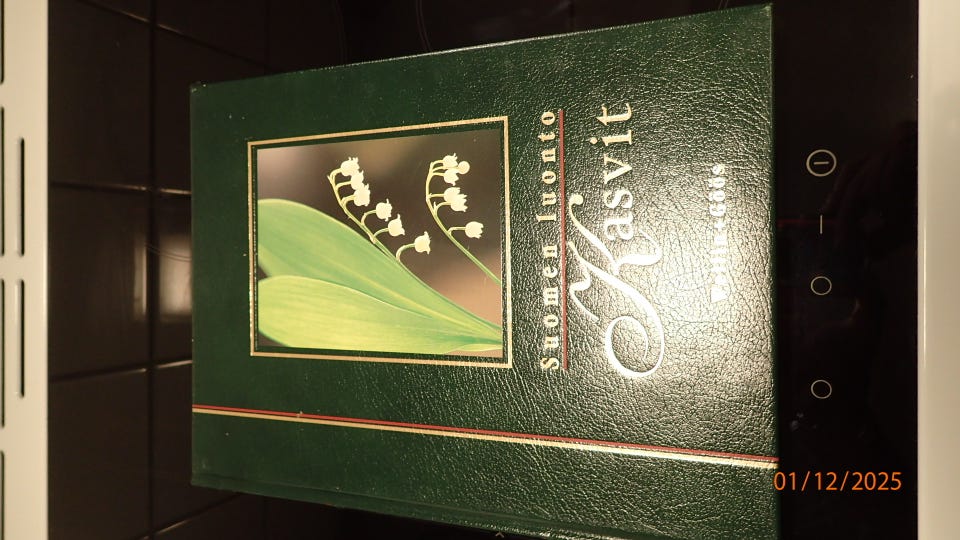 Suomen luonto
Kasvit
01/12/2025